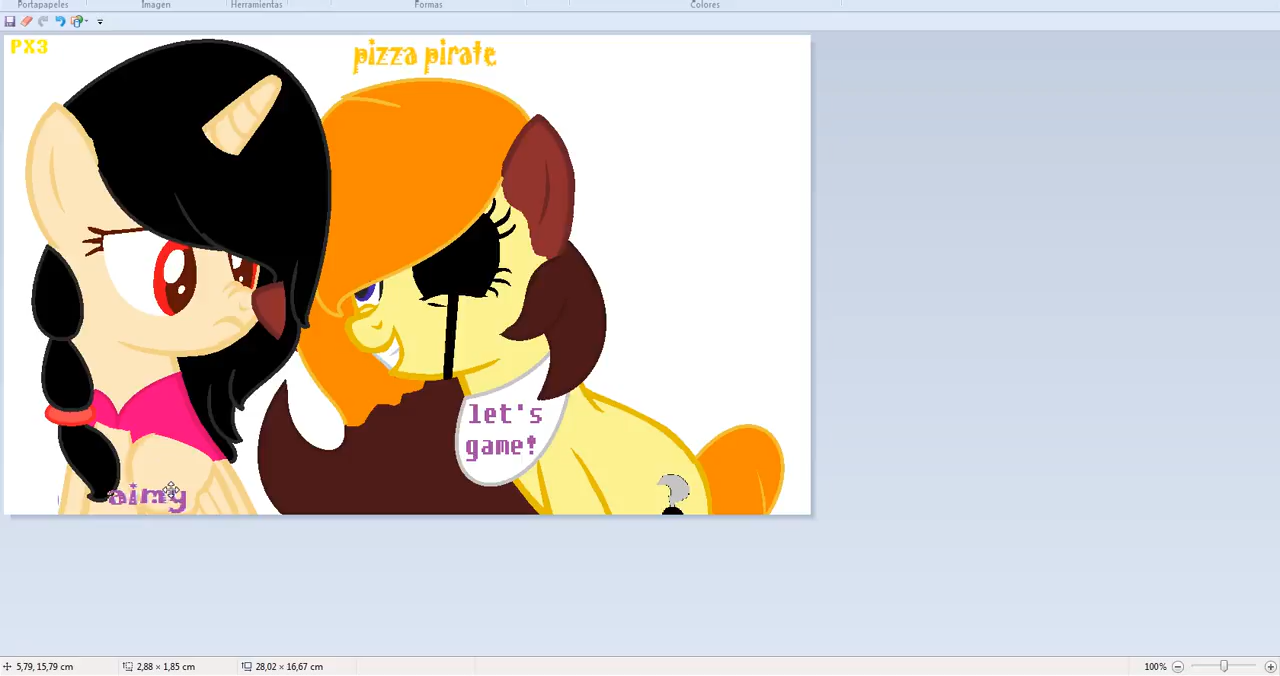 Portapapeles
Imagen
Herramientas
Formas
Colores
PX3
pizza pirate
let's
game!
aimy
5,79, 15,79 cm
2,88 × 1,85 cm
28,02 × 16,67 cm
100%